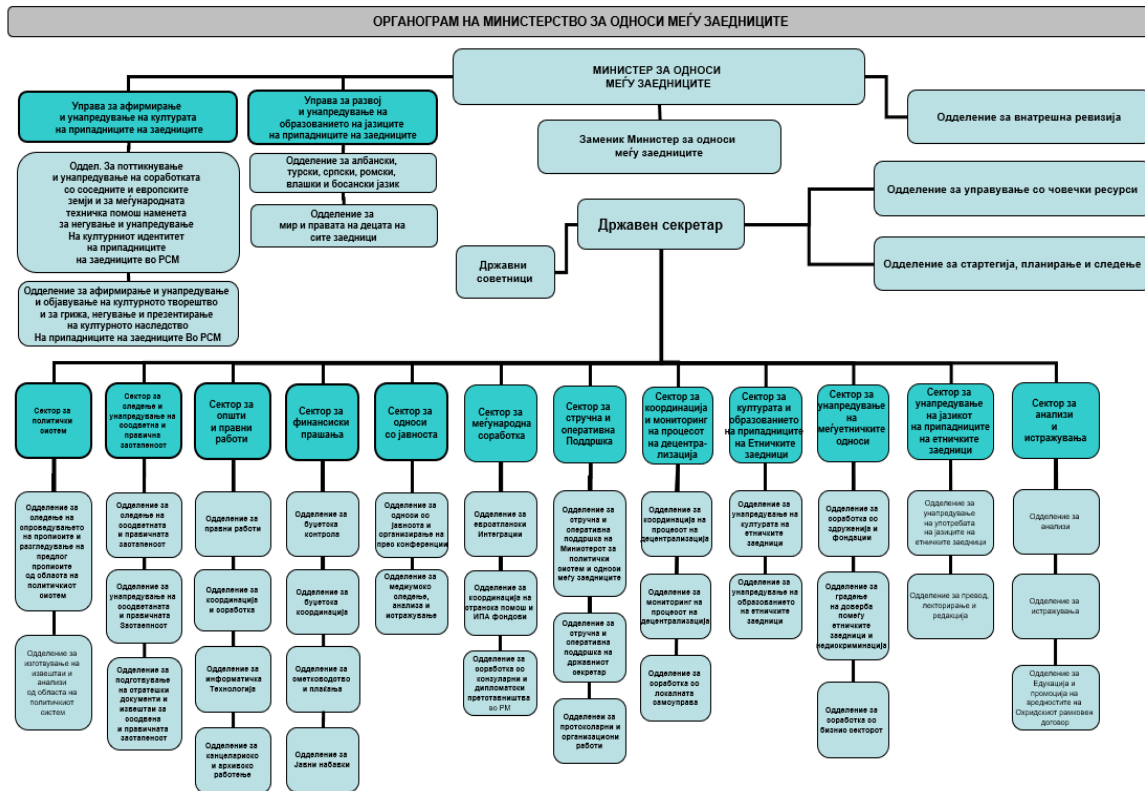 ОРГАНОГРАМ НА МИНИСТЕРСТВО ЗА ОДНОСИ МЕЃУ ЗАЕДНИЦИТЕ
МИНИСТЕР ЗА ОДНОСИ
МЕЃУ ЗАЕДНИЦИТЕ
Управа за афирмирање
и унапредување на културата
на припадниците на заедниците
Управа за развој
и унапредување на
образованието на јазиците
на припадниците на заедниците
Одделение за внатрешна ревизија
Заменик Министер за односи
меѓу заедниците
Оддел. За поттикнување
и унапредување на соработката
со соседните и европските
земји и за меѓународната
техничка помош наменета
за негување и унапредување
На културниот идентитет
на припадниците
на заедниците во РСМ
Одделение за албански,
турски, српски, ромски,
влашки и босански јазик
Одделение за
мир и правата на децата на
сите заедници
Одделение за управување со човечки ресурси
Државен секретар
Државни
советници
Одделение за стартегија, планирање и следење
Одделение за афирмирање и унапредување
и објавување на културното творештво
и за грижа, негување и презентирање
на културното наследство
На припадниците на заедниците Во РСМ
Сектор за
политички
систем
Сектор за
следење и
унапредување на
соодветна и
правична
застапеност
Сектор за
општи
и правни
работи
Сектор за
финансиски
прашања
Сектор за
односи
со јавноста
Сектор за
меѓународна
соработка
Сектор за
стручна и
оперативна
Поддршка
Сектор за
координација
и мониторинг
на процесот
на децентра-
лизација
Сектор за
културата и
образованието
на припадниците
на Етничките
Заедници
Сектор за
унапредување
на
меѓуетничките
односи
Сектор за
унапредување
на јазикот
на припадниците
на етничките
заедници
Сектор за
анализи
и
истражувања
Одделение за
следење на
спроведувањето
на прописите и
разгледување на
предлог
прописите
од областа на
политичкиот
систем
Одделение за
следење на
соодветната
и правичната
застапеност
Одделение за
правни работи
Одделение за
буџетока
контрола
Одделение за
односи со
јавноста и
организирање на
прес конференции
Одделение за
евроатлански
Интеграции
Одделение за
стручна и
оперативна
поддршка на
Министерот за
политички
систем и односи
меѓу заедниците
Одделение за
координација на
процесот на
децентрализација
Одделение за
унапредување на
културата на
етничките
заедници
Одделение за
соработка со
здруженија и
фондации
Одделение за
унапредување
на употребата
на јазиците на
етничките заедници
Одделение за
анализи
Одделение за
изготвување на
извештаи и
анализи
од областа на
политичкиот
систем
Одделение за
унапредување на
соодветаната
и правичната
Застаепност
Одделение за
координација
и соработка
Одделение за
буџетока
координација
Одделение за
медиумско
следење,
анализа и
истражување
Одделение за
координација на
странска помош и
ИПА фондови
Одделение за
стручна и
оперативна
поддршка на
државниот
секретар
Одделение за
мониторинг на
процесот на
децентрализација
Одделение за
унапредување на
образованието
на етничките
заедници
Одделение за
градење
на доверба
помеѓу
етничките
заедници и
недискриминација
Одделение за превод,
лекторирање и
редакција
Одделение за
истражувања
Одделение за
подготвување
на стратешки
документи и
извештаи за
соодвена
и правичната
застапеност
Одделение за
информатичка
Технологија
Одделение за
сметководство
и плаќања
Одделение за
соработка со
конзуларни и
дипломатски
претотавништва
во РМ
Одделение за
протоколарни и
организациони
работи
Одделение за
соработка со
локалната
самоуправа
Одделение за
соработка со
бизнис секторот
Одделение за
Едукација и
промоција на
вредностите на
Охридскиот рамковен
договор
Одделение за
канцелариско
и архивско
работење
Одделение за
Јавни набавки